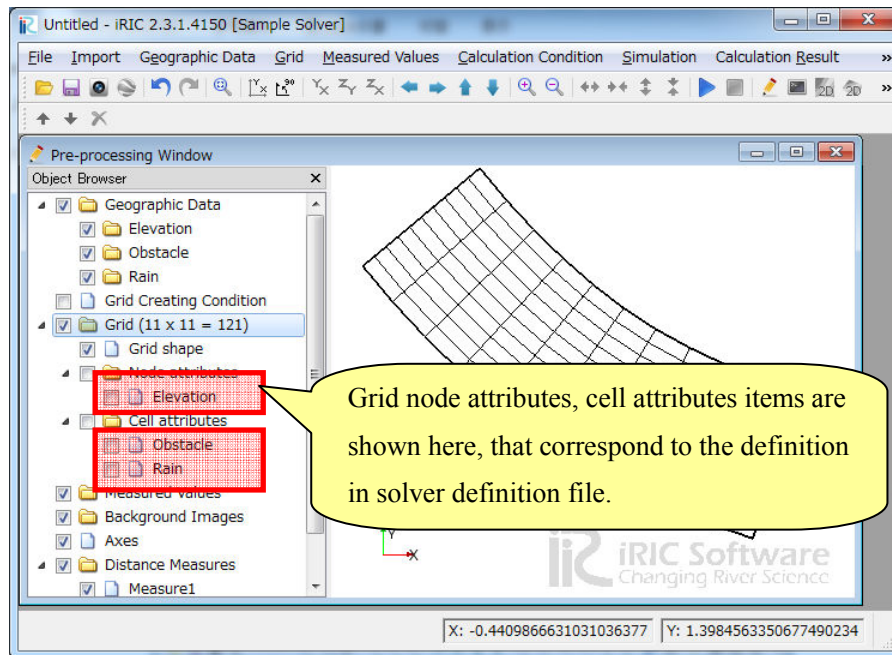 Untitled - iRIC 2.3.1.4150 [Sample Solver]
File Import Geographic Data Grid Measured Values Calculation Condition Simulation Calculation Result »
Pre-processing Window
Object Browser
Geographic Data
Elevation
Obstacle
Rain
Grid Creating Condition
Grid (11 x 11 = 121)
Grid shape
Node attributes
Elevation
Cell attributes
Obstacle
Rain
Measured Values
Background Images
Axes
Distance Measures
Measure1
Grid node attributes, cell attributes items are
shown here, that correspond to the definition
in solver definition file.
Y
X
iRIC Software
Changing River Science
X: -0.4409866631031036377 Y: 1.3984563350677490234